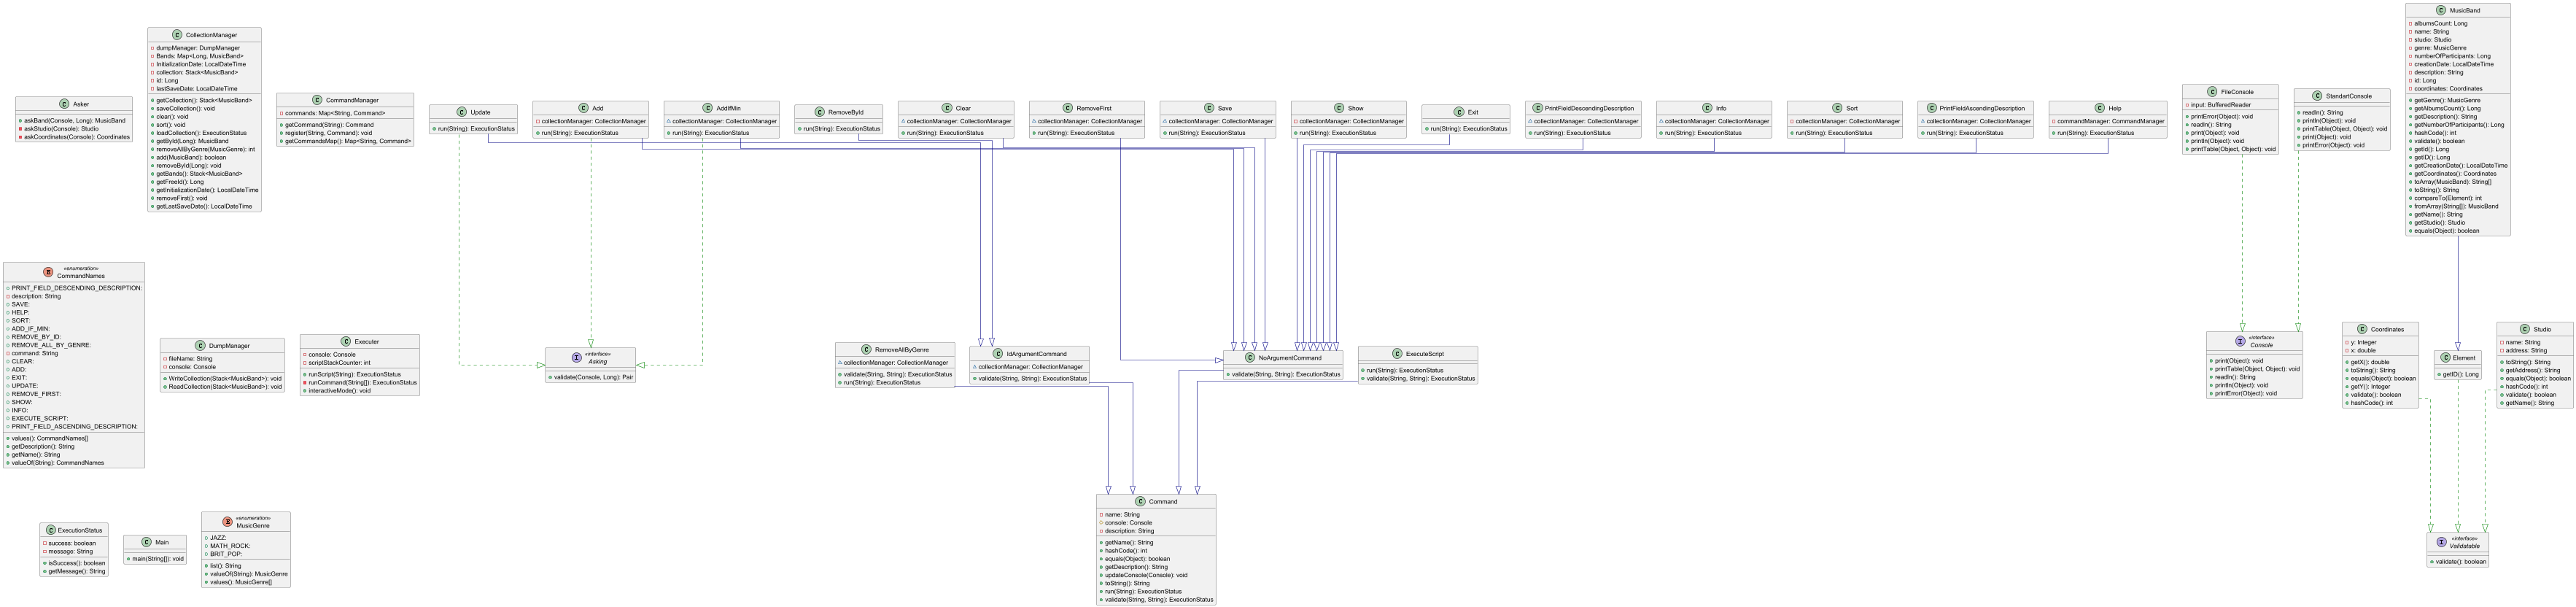 CollectionManager
dumpManager: DumpManager
Bands: Map<Long, MusicBand>
InitializationDate: LocalDateTime
collection: Stack<MusicBand>
id: Long
lastSaveDate: LocalDateTime
getCollection(): Stack<MusicBand>
saveCollection(): void
clear(): void
sort(): void
loadCollection(): ExecutionStatus
getById(Long): MusicBand
removeAllByGenre(MusicGenre): int
add(MusicBand): boolean
removeById(Long): void
getBands(): Stack<MusicBand>
getFreeId(): Long
getInitializationDate(): LocalDateTime
removeFirst(): void
getLastSaveDate(): LocalDateTime
Asker
askBand(Console, Long): MusicBand
askStudio(Console): Studio
askCoordinates(Console): Coordinates
CommandManager
commands: Map<String, Command>
getCommand(String): Command
register(String, Command): void
getCommandsMap(): Map<String, Command>
Update
run(String): ExecutionStatus
Add
collectionManager: CollectionManager
run(String): ExecutionStatus
AddIfMin
collectionManager: CollectionManager
run(String): ExecutionStatus
RemoveById
run(String): ExecutionStatus
Clear
collectionManager: CollectionManager
run(String): ExecutionStatus
RemoveFirst
collectionManager: CollectionManager
run(String): ExecutionStatus
Save
collectionManager: CollectionManager
run(String): ExecutionStatus
Show
collectionManager: CollectionManager
run(String): ExecutionStatus
Exit
run(String): ExecutionStatus
PrintFieldDescendingDescription
collectionManager: CollectionManager
run(String): ExecutionStatus
Info
collectionManager: CollectionManager
run(String): ExecutionStatus
Sort
collectionManager: CollectionManager
run(String): ExecutionStatus
PrintFieldAscendingDescription
collectionManager: CollectionManager
run(String): ExecutionStatus
Help
commandManager: CommandManager
run(String): ExecutionStatus
FileConsole
input: BufferedReader
printError(Object): void
readln(): String
print(Object): void
println(Object): void
printTable(Object, Object): void
StandartConsole
readln(): String
println(Object): void
printTable(Object, Object): void
print(Object): void
printError(Object): void
MusicBand
albumsCount: Long
name: String
studio: Studio
genre: MusicGenre
numberOfParticipants: Long
creationDate: LocalDateTime
description: String
id: Long
coordinates: Coordinates
getGenre(): MusicGenre
getAlbumsCount(): Long
getDescription(): String
getNumberOfParticipants(): Long
hashCode(): int
validate(): boolean
getId(): Long
getID(): Long
getCreationDate(): LocalDateTime
getCoordinates(): Coordinates
toArray(MusicBand): String[]
toString(): String
compareTo(Element): int
fromArray(String[]): MusicBand
getName(): String
getStudio(): Studio
equals(Object): boolean
«enumeration»
CommandNames
PRINT_FIELD_DESCENDING_DESCRIPTION:
description: String
SAVE:
HELP:
SORT:
ADD_IF_MIN:
REMOVE_BY_ID:
REMOVE_ALL_BY_GENRE:
command: String
CLEAR:
ADD:
EXIT:
UPDATE:
REMOVE_FIRST:
SHOW:
INFO:
EXECUTE_SCRIPT:
PRINT_FIELD_ASCENDING_DESCRIPTION:
values(): CommandNames[]
getDescription(): String
getName(): String
valueOf(String): CommandNames
DumpManager
fileName: String
console: Console
WriteCollection(Stack<MusicBand>): void
ReadCollection(Stack<MusicBand>): void
Executer
console: Console
scriptStackCounter: int
runScript(String): ExecutionStatus
runCommand(String[]): ExecutionStatus
interactiveMode(): void
«interface»
Asking
validate(Console, Long): Pair
RemoveAllByGenre
collectionManager: CollectionManager
validate(String, String): ExecutionStatus
run(String): ExecutionStatus
IdArgumentCommand
collectionManager: CollectionManager
validate(String, String): ExecutionStatus
NoArgumentCommand
validate(String, String): ExecutionStatus
ExecuteScript
run(String): ExecutionStatus
validate(String, String): ExecutionStatus
«interface»
Console
print(Object): void
printTable(Object, Object): void
readln(): String
println(Object): void
printError(Object): void
Coordinates
y: Integer
x: double
getX(): double
toString(): String
equals(Object): boolean
getY(): Integer
validate(): boolean
hashCode(): int
Element
getID(): Long
Studio
name: String
address: String
toString(): String
getAddress(): String
equals(Object): boolean
hashCode(): int
validate(): boolean
getName(): String
ExecutionStatus
success: boolean
message: String
isSuccess(): boolean
getMessage(): String
Main
main(String[]): void
«enumeration»
MusicGenre
JAZZ:
MATH_ROCK:
BRIT_POP:
list(): String
valueOf(String): MusicGenre
values(): MusicGenre[]
Command
name: String
console: Console
description: String
getName(): String
hashCode(): int
equals(Object): boolean
getDescription(): String
updateConsole(Console): void
toString(): String
run(String): ExecutionStatus
validate(String, String): ExecutionStatus
«interface»
Validatable
validate(): boolean